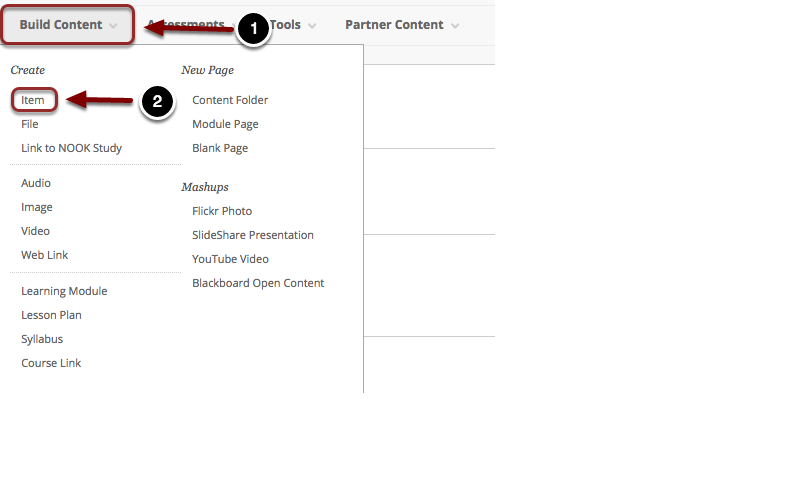 Build Content Assessments Tools Partner Content
1
Create
Item
2
File
Link to NOOK Study
Audio
Image
Video
Web Link
Learning Module
Lesson Plan
Syllabus
Course Link
New Page
Content Folder
Module Page
Blank Page
Mashups
Flickr Photo
SlideShare Presentation
YouTube Video
Blackboard Open Content